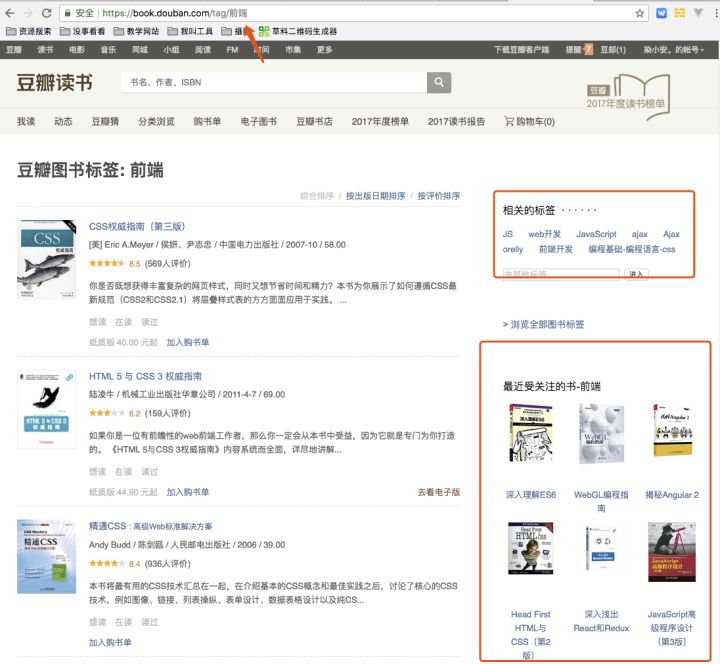 安全 https://book.douban.com/tag/前端
资源搜索 没事看看 教学网站 我叫工具 草料二维码生成器
豆瓣 读书 电影 音乐 同城 小组 阅读 FM 时间 市集 更多 下载豆瓣客户端 提醒 7 豆邮(1) 染小安。的帐号
豆瓣读书
书名、作者、ISBN
豆瓣
2017年度读书榜单
我读 动态 豆瓣猜 分类浏览 购书单 电子图书 豆瓣书店 2017年度榜单 2017读书报告 购物车(0)
豆瓣图书标签: 前端
综合排序 / 按出版日期排序 / 按评价排序
CSS权威指南（第三版）
[美] Eric A.Meyer / 侯妍、尹志忠 / 中国电力出版社 / 2007-10 / 58.00
8.5 (569人评价)
你是否既想获得丰富复杂的网页样式，同时又想节省时间和精力？本书为你展示了如何遵循CSS最
新规范（CSS2和CSS2.1）将层叠样式表的方方面面应用于实践。 ...
想读 在读 读过
纸质版 40.00 元起 加入购书单
HTML 5 与 CSS 3 权威指南
陆凌牛 / 机械工业出版社华章公司 / 2011-4-7 / 69.00
6.2 (159人评价)
如果你是一位有前瞻性的web前端工作者，那么你一定会从本书中受益，因为它就是专门为你打造
的。 《HTML 5与CSS 3权威指南》内容系统而全面，详尽地讲解...
想读 在读 读过
纸质版 44.90 元起 加入购书单 去看电子版
精通CSS : 高级Web标准解决方案
Andy Budd / 陈剑瓯 / 人民邮电出版社 / 2006 / 39.00
8.4 (936人评价)
本书将最有用的CSS技术汇总在一起，在介绍基本的CSS概念和最佳实践之后，讨论了核心的CSS
技术，例如图像、链接、列表操纵、表单设计、数据表格设计以及纯CS...
想读 在读 读过
加入购书单
相关的标签 · · · · · ·
JS web开发 JavaScript ajax Ajax
orelly 前端开发 编程基础-编程语言-css
去其他标签 进入
> 浏览全部图书标签
最近受关注的书-前端
深入理解ES6
WebGL编程指
南
揭秘Angular 2
Head First
HTML与
CSS（第2
版）
深入浅出
React和Redux
JavaScript高
级程序设计
（第3版）